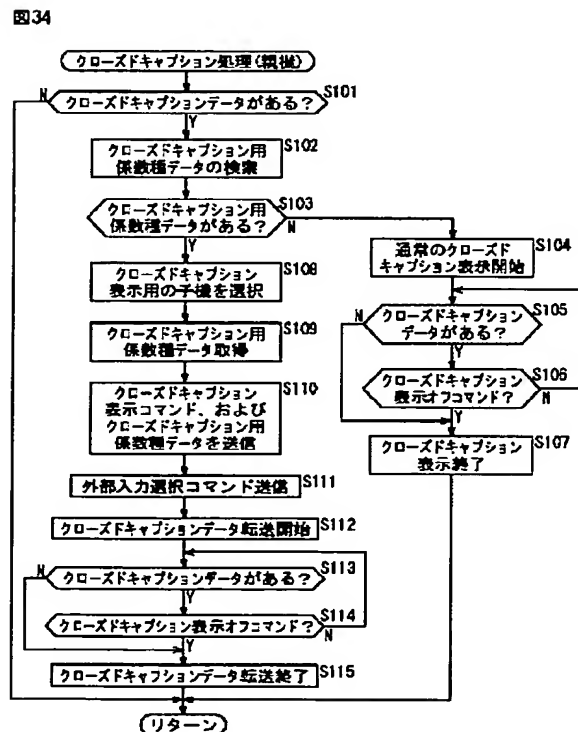 図34
クローズドキャプション処理(親機)
N
クローズドキャプションデータがある?
S101
Y
クローズドキャプション用
係数種データの検索
S102
クローズドキャプション用
係数種データがある?
S103
Y
N
通常のクローズド
キャプション表示開始
S104
N
クローズドキャプション
データがある?
S105
Y
クローズドキャプション
表示オフコマンド?
S106
Y
N
クローズドキャプション
表示終了
S107
クローズドキャプション
表示用の子機を選択
S108
クローズドキャプション用
係数種データ取得
S109
クローズドキャプション
表示コマンド、および
クローズドキャプション用
係数種データを送信
S110
外部入力選択コマンド送信
S111
クローズドキャプションデータ転送開始
S112
N
クローズドキャプションデータがある?
S113
Y
クローズドキャプション表示オフコマンド?
S114
Y
N
クローズドキャプションデータ転送終了
S115
リターン